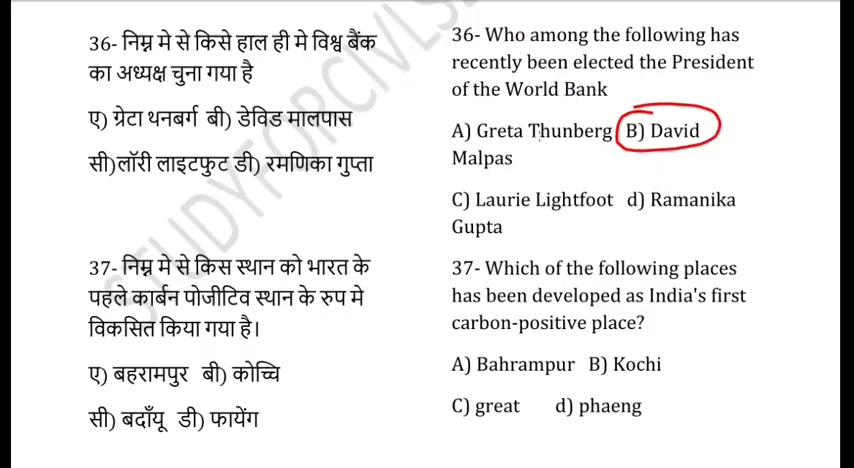 36- निम्न मे से किसे हाल ही मे विश्व बैंक
का अध्यक्ष चुना गया है
ए) ग्रेटा थनबर्ग बी) डेविड मालपास
सी)लॉरी लाइटफुट डी) रमणिका गुप्ता
37- निम्न मे से किस स्थान को भारत के
पहले कार्बन पोजीटिव स्थान के रुप मे
विकसित किया गया है।
ए) बहरामपुर बी) कोच्चि
सी) बदाँयू डी) फायेंग
36- Who among the following has
recently been elected the President
of the World Bank
A) Greta Thunberg B) David
Malpas
C) Laurie Lightfoot d) Ramanika
Gupta
37- Which of the following places
has been developed as India's first
carbon-positive place?
A) Bahrampur B) Kochi
C) great d) phaeng
STUDYFORCIVLS